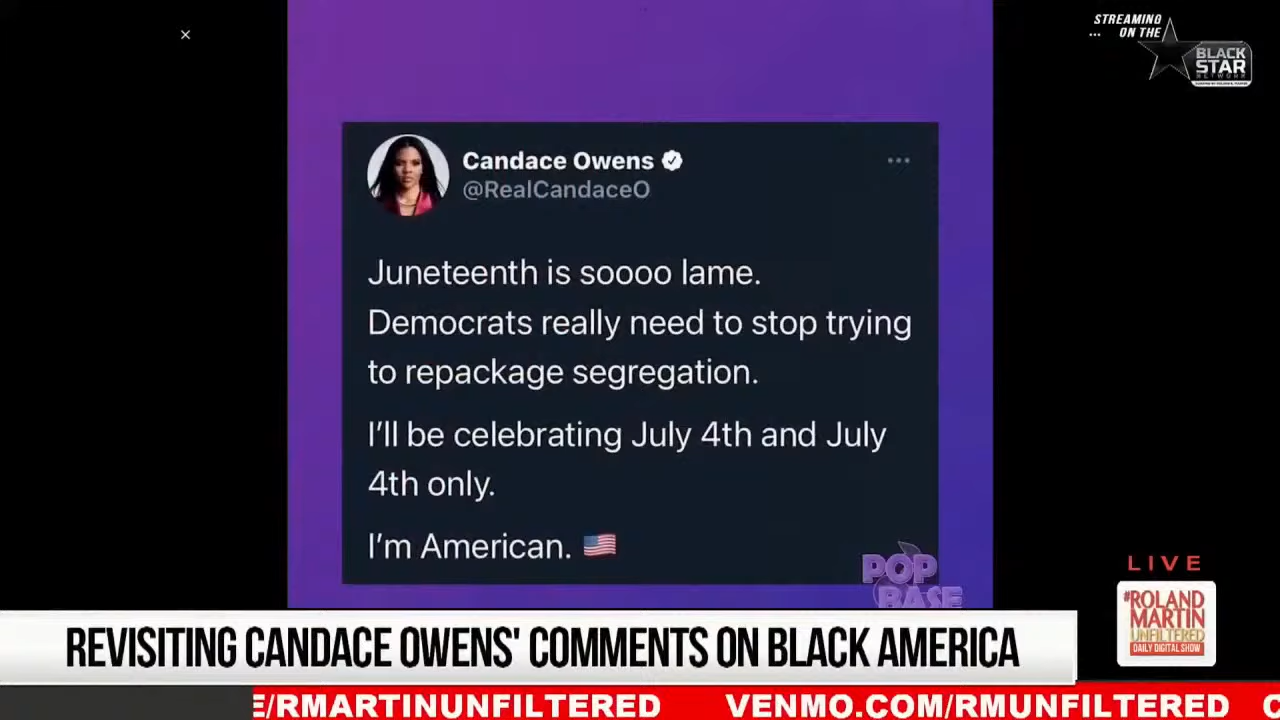 STREAMING
... ON THE
BLACK
STAR
NETWORK
Candace Owens
@RealCandaceO
Juneteenth is soooo lame.
Democrats really need to stop trying
to repackage segregation.
I'll be celebrating July 4th and July
4th only.
I'm American. 🇺🇸
POP
BASE
LIVE
#ROLAND
MARTIN
UNFILTERED
DAILY DIGITAL SHOW
REVISITING CANDACE OWENS' COMMENTS ON BLACK AMERICA
E/RMARTINUNFILTERED VENMO.COM/RMUNFILTERED